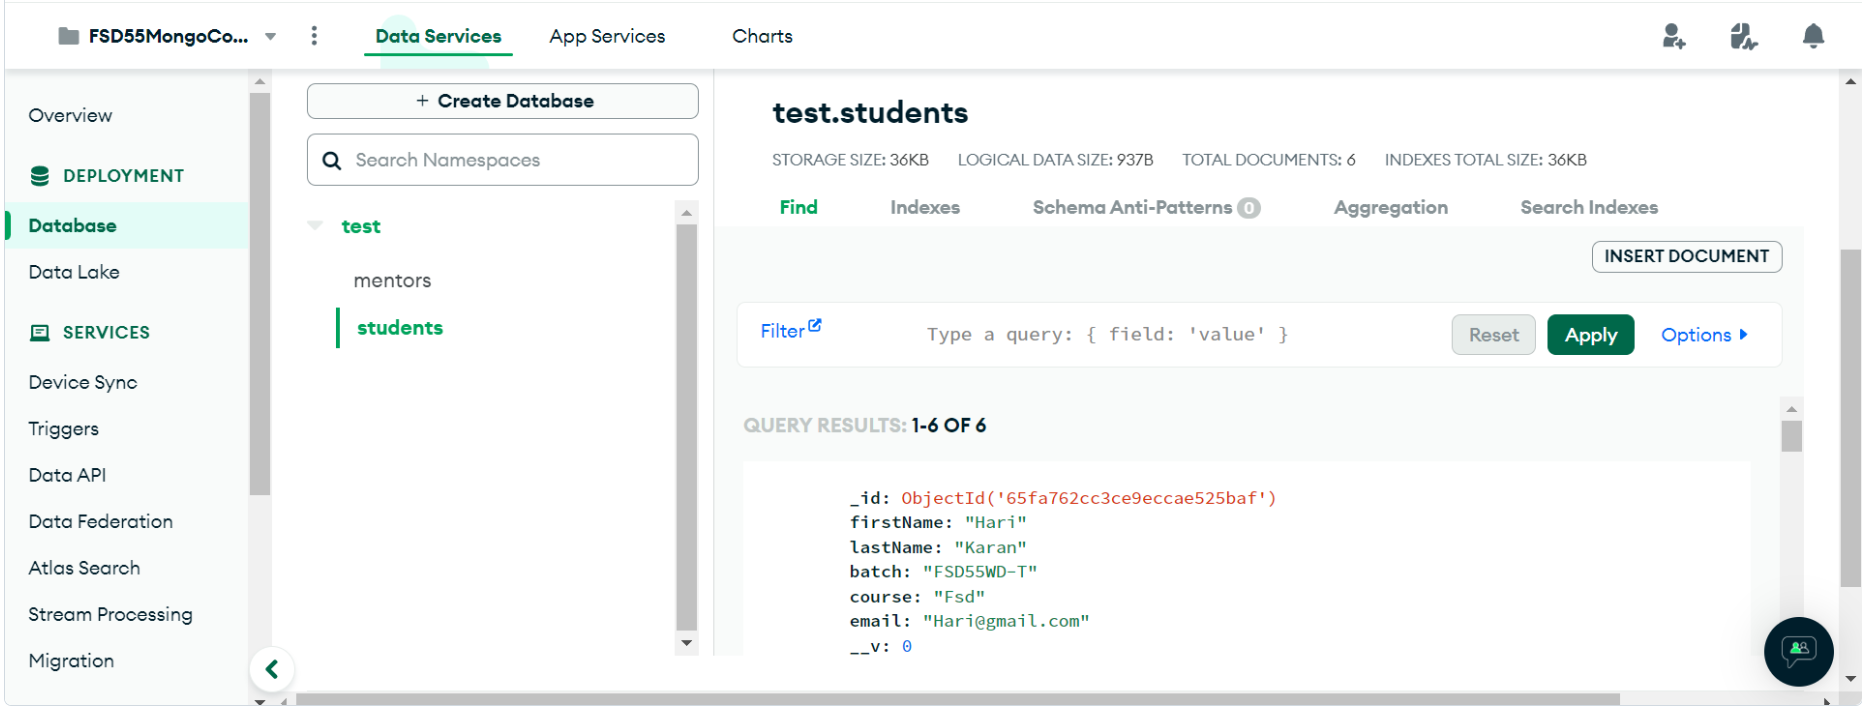 FSD55MongoCo...
Data Services
App Services
Charts
Overview
DEPLOYMENT
Database
Data Lake
SERVICES
Device Sync
Triggers
Data API
Data Federation
Atlas Search
Stream Processing
Migration
+ Create Database
Search Namespaces
test
mentors
students
test.students
STORAGE SIZE: 36KB LOGICAL DATA SIZE: 937B TOTAL DOCUMENTS: 6 INDEXES TOTAL SIZE: 36KB
Find Indexes Schema Anti-Patterns 0 Aggregation Search Indexes
INSERT DOCUMENT
Filter Type a query: { field: 'value' } Reset Apply Options
QUERY RESULTS: 1-6 OF 6
_id: ObjectId('65fa762cc3ce9eccae525baf')
firstName: "Hari"
lastName: "Karan"
batch: "FSD55WD-T"
course: "Fsd"
email: "Hari@gmail.com"
__v: 0